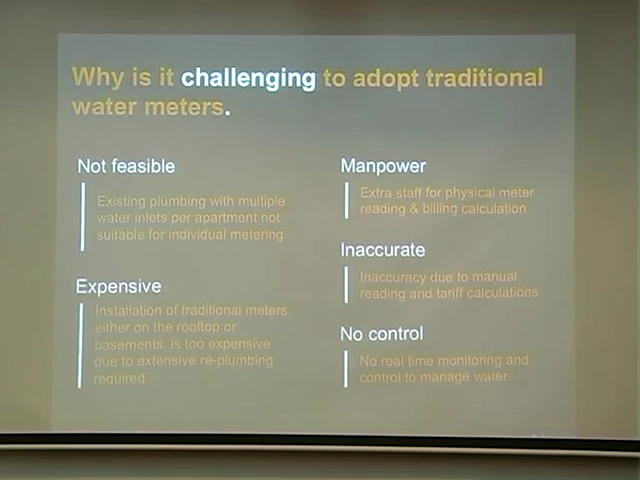 Why is it challenging to adopt traditional
water meters.
Not feasible
Existing plumbing with multiple
water inlets per apartment not
suitable for individual metering
Expensive
Installation of traditional meters,
either on the rooftop or
basements, is too expensive
due to extensive re-plumbing
required
Manpower
Extra staff for physical meter
reading & billing calculation
Inaccurate
Inaccuracy due to manual
reading and tariff calculations
No control
No real time monitoring and
control to manage water